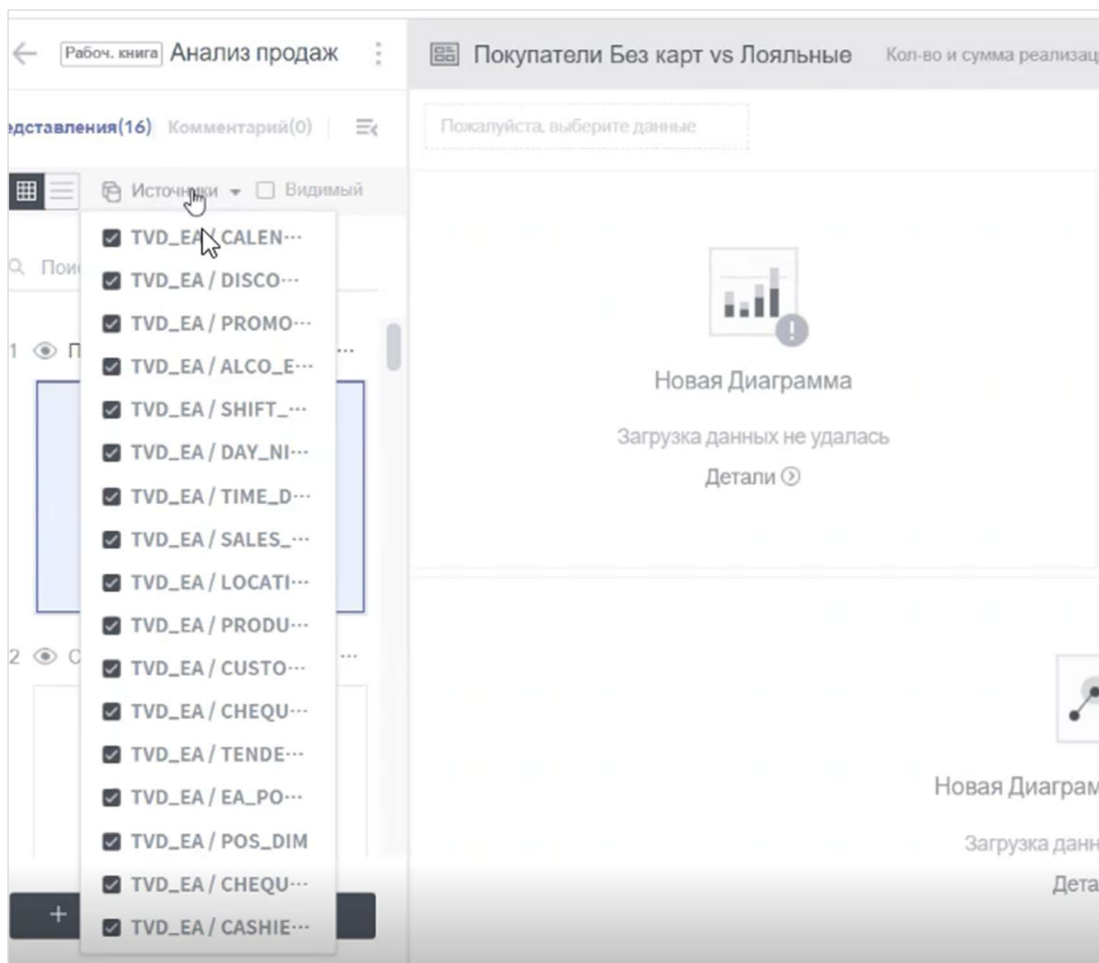 Рабоч. книга Анализ продаж
Покупатели Без карт vs Лояльные Кол-во и сумма реализац
едставления(16) Комментарий(0)
Пожалуйста, выберите данные
Источники Видимый
TVD_EA / CALEN···
Пои
TVD_EA / DISCO···
TVD_EA / PROMO···
1 П ...
TVD_EA / ALCO_E···
TVD_EA / SHIFT_···
TVD_EA / DAY_NI···
TVD_EA / TIME_D···
TVD_EA / SALES_···
TVD_EA / LOCATI···
TVD_EA / PRODU···
2 О ...
TVD_EA / CUSTO···
TVD_EA / CHEQU···
TVD_EA / TENDE···
TVD_EA / EA_PO···
TVD_EA / POS_DIM
TVD_EA / CHEQU···
+
TVD_EA / CASHIE···
Новая Диаграмма
Загрузка данных не удалась
Детали
Новая Диаграм
Загрузка данн
Дета